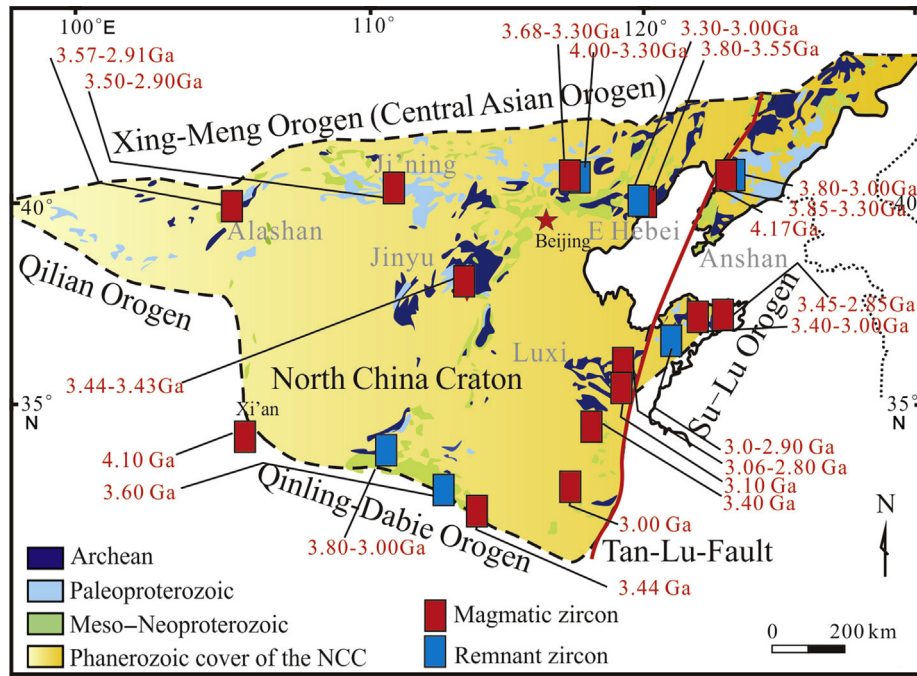 100°E
110°
120°
3.57-2.91Ga
3.50-2.90Ga
3.68-3.30Ga
4.00-3.30Ga
3.30-3.00Ga
3.80-3.55Ga
Xing-Meng Orogen (Central Asian Orogen)
Ji'ning
40°
Alashan
Beijing
E Hebei
3.80-3.00Ga
3.85-3.30Ga
40°
4.17Ga
Jinyu
Anshan
Qilian Orogen
3.45-2.85Ga
3.40-3.00Ga
Luxi
Su-Lu Orogen
3.44-3.43Ga
North China Craton
35°
N
35°
N
Xi'an
4.10 Ga
3.60 Ga
3.0-2.90 Ga
3.06-2.80 Ga
3.10 Ga
3.40 Ga
Qinling-Dabie Orogen
3.00 Ga
N
3.80-3.00Ga
Tan-Lu-Fault
3.44 Ga
Archean
Paleoproterozoic
Meso-Neoproterozoic
Phanerozoic cover of the NCC
Magmatic zircon
Remnant zircon
0 200 km